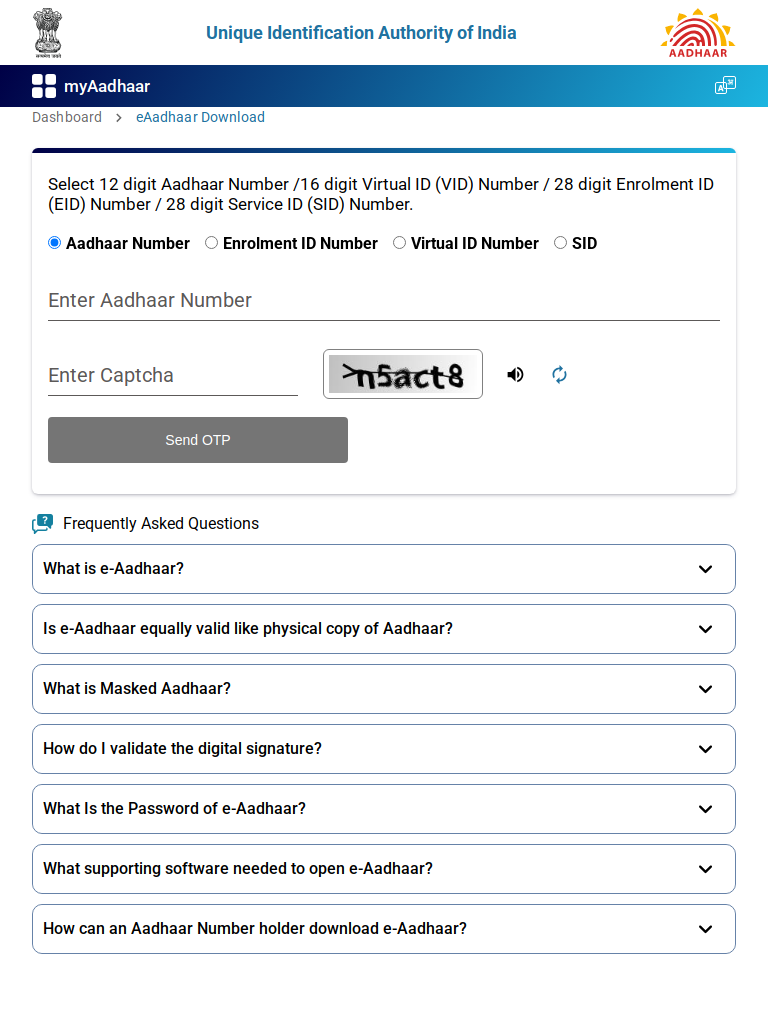 Unique Identification Authority of India
AADHAAR
myAadhaar
Dashboard
eAadhaar Download
Select 12 digit Aadhaar Number /16 digit Virtual ID (VID) Number / 28 digit Enrolment ID
(EID) Number / 28 digit Service ID (SID) Number.
Aadhaar Number Enrolment ID Number Virtual ID Number SID
Enter Aadhaar Number
Enter Captcha
n5act8
Send OTP
Frequently Asked Questions
What is e-Aadhaar?
Is e-Aadhaar equally valid like physical copy of Aadhaar?
What is Masked Aadhaar?
How do I validate the digital signature?
What Is the Password of e-Aadhaar?
What supporting software needed to open e-Aadhaar?
How can an Aadhaar Number holder download e-Aadhaar?